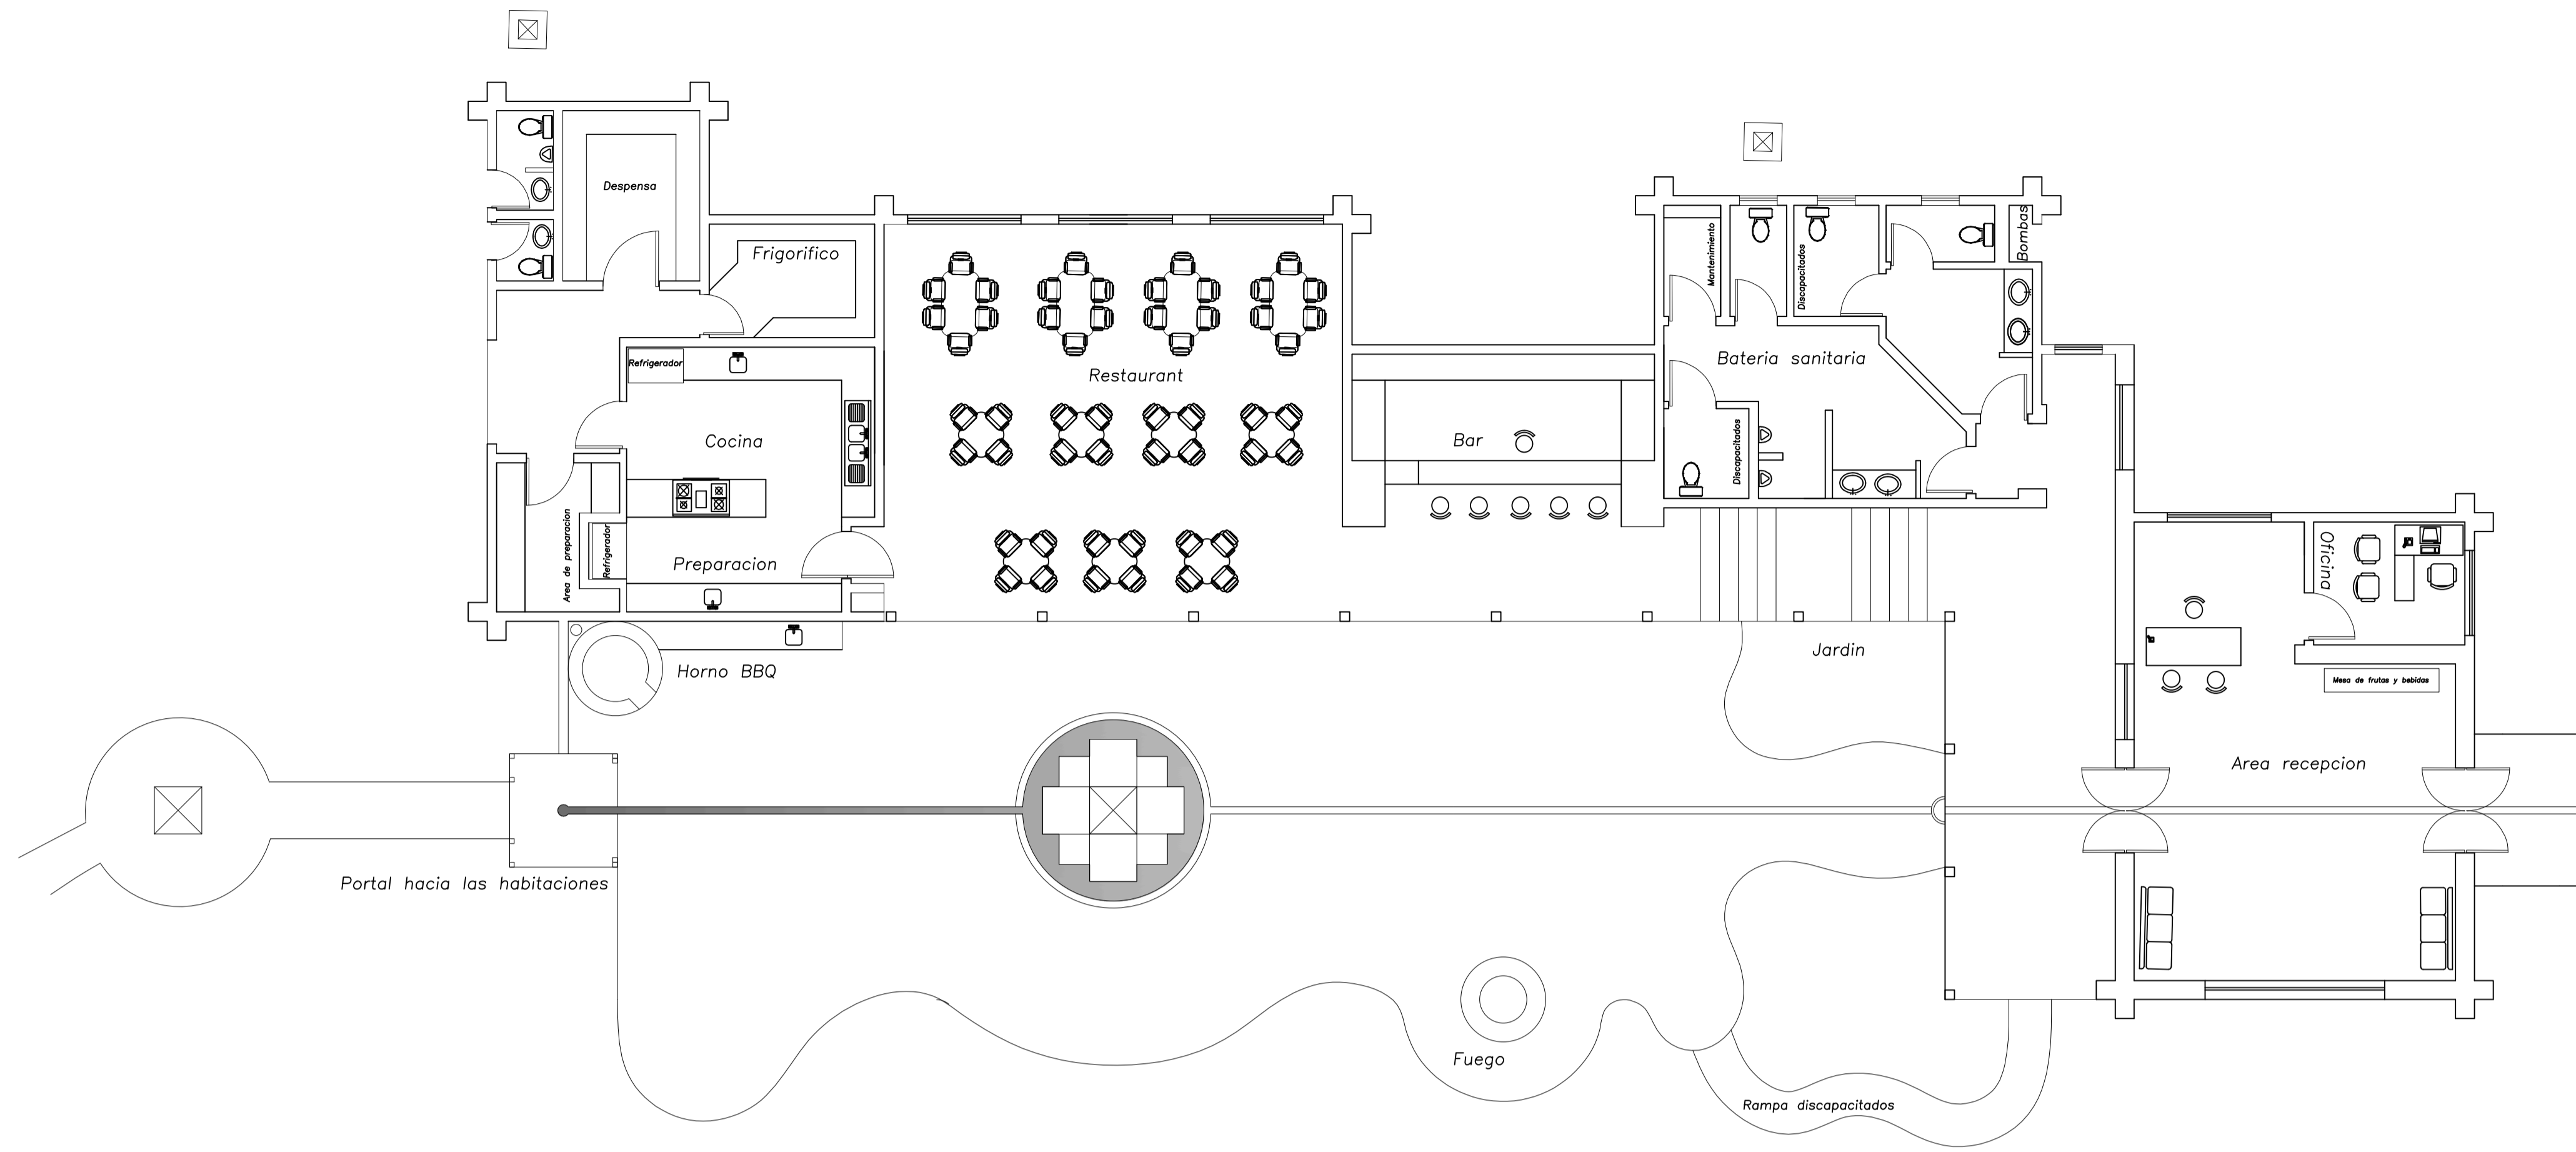 Despensa
Frigorifico
Mantenimiento
Discapacitados
Bombas
Refrigerador
Restaurant
Bateria sanitaria
Cocina
Bar
Discapacitados
Area de preparacion
Refrigerador
Preparacion
Oficina
Horno BBQ
Jardin
Mesa de frutas y bebidas
Area recepcion
Portal hacia las habitaciones
Fuego
Rampa discapacitados